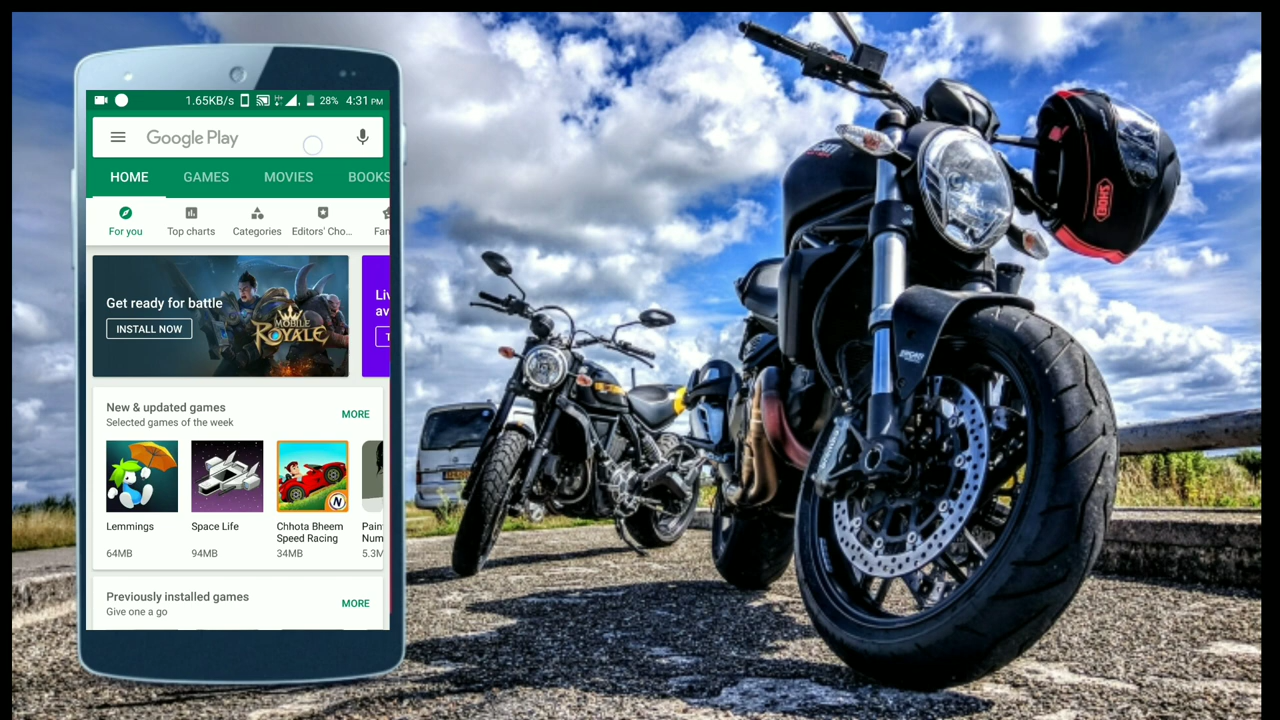 1.65KB/s 28% 4:31 PM
Google Play
HOME GAMES MOVIES BOOKS
For you Top charts Categories Editors' Cho...
Get ready for battle
INSTALL NOW
MOBILE
ROYALE
New & updated games
MORE
Selected games of the week
Lemmings
64MB
Space Life
94MB
Chhota Bheem
Speed Racing
34MB
Previously installed games
MORE
Give one a go
SHOEI
DUCATI